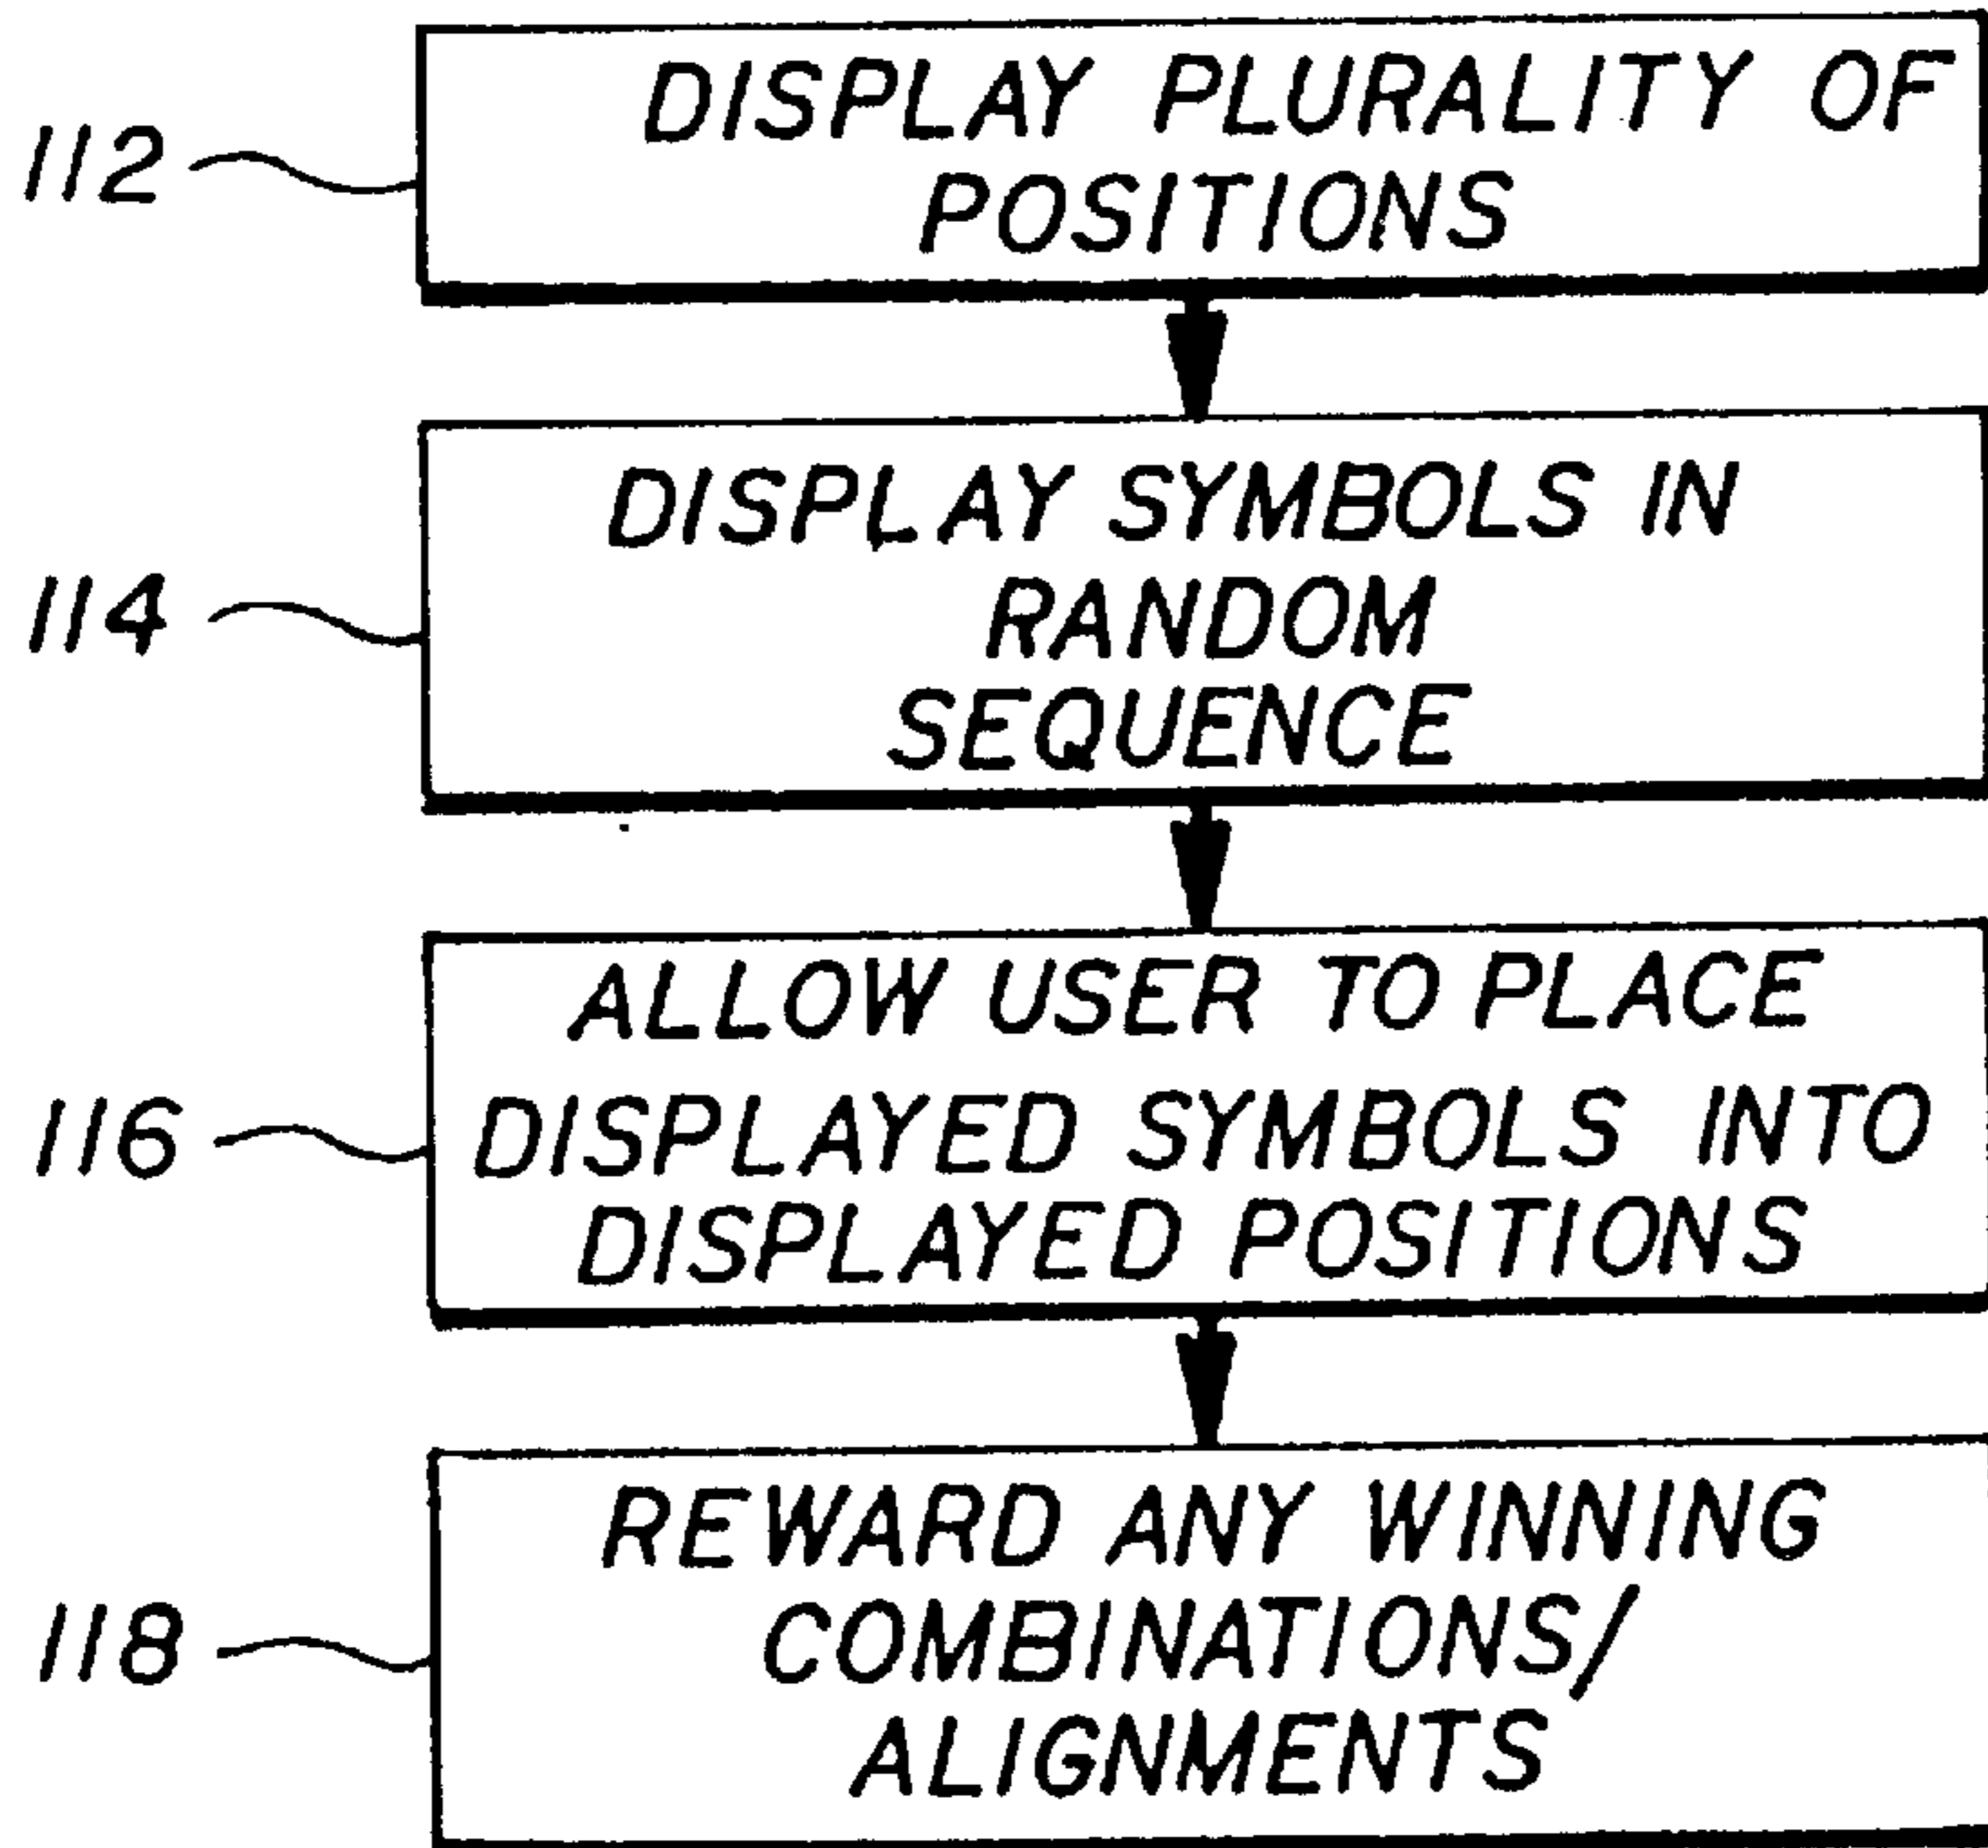 112
DISPLAY PLURALITY OF
POSITIONS
114
DISPLAY SYMBOLS IN
RANDOM
SEQUENCE
ALLOW USER TO PLACE
116
DISPLAYED SYMBOLS INTO
DISPLAYED POSITIONS
REWARD ANY WINNING
118
COMBINATIONS/
ALIGNMENTS